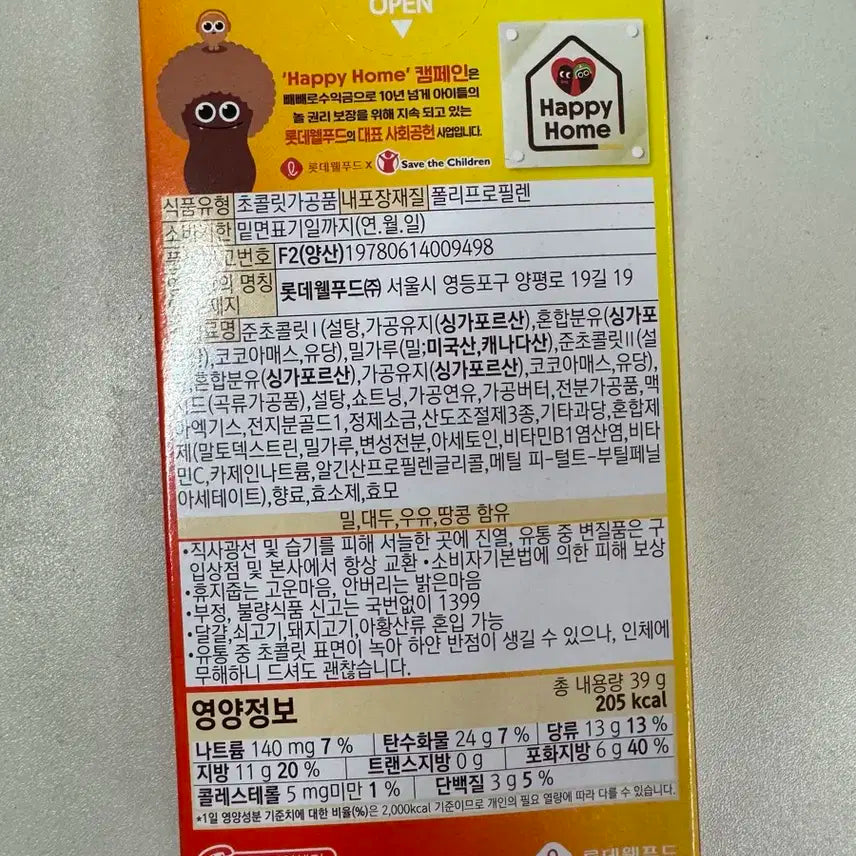 OPEN
'Happy Home' 캠페인은
빼빼로수익금으로 10년 넘게 아이들의
놀 권리 보장을 위해 지속 되고 있는
롯데웰푸드의 대표 사회공헌 사업입니다.
롯데웰푸드 X Save the Children
Happy
Home
식품유형 초콜릿가공품 내포장재질 폴리프로필렌
소비 한 밑면표기일까지(연.월.일)
고번호 F2(양산)19780614009498
의 명칭
재지 롯데웰푸드㈜ 서울시 영등포구 양평로 19길 19
료명 준초콜릿Ⅰ(설탕,가공유지(싱가포르산),혼합분유(싱가포
),코코아매스,유당),밀가루(밀;미국산,캐나다산),준초콜릿Ⅱ(설
,혼합분유(싱가포르산),가공유지(싱가포르산),코코아매스,유당),
드(곡류가공품),설탕,쇼트닝,가공연유,가공버터,전분가공품,맥
아엑기스,전지분골드1,정제소금,산도조절제3종,기타과당,혼합제
제(말토덱스트린,밀가루,변성전분,아세토인,비타민B1염산염,비타
민C,카제인나트륨,알긴산프로필렌글리콜,메틸 피-털트-부틸페닐
아세테이트),향료,효소제,효모
밀,대두,우유,땅콩 함유
•직사광선 및 습기를 피해 서늘한 곳에 진열, 유통 중 변질품은 구
입상점 및 본사에서 항상 교환 •소비자기본법에 의한 피해 보상
•휴지줍는 고운마음, 안버리는 밝은마음
•부정, 불량식품 신고는 국번없이 1399
•달걀,쇠고기,돼지고기,아황산류 혼입 가능
•유통 중 초콜릿 표면이 녹아 하얀 반점이 생길 수 있으나, 인체에
무해하니 드셔도 괜찮습니다.
영양정보 총 내용량 39 g
205 kcal
나트륨 140 mg 7 % 탄수화물 24 g 7 % 당류 13 g 13 %
지방 11 g 20 % 트랜스지방 0 g 포화지방 6 g 40 %
콜레스테롤 5 mg미만 1 % 단백질 3 g 5 %
*1일 영양성분 기준치에 대한 비율(%)은 2,000kcal 기준이므로 개인의 필요 열량에 따라 다를 수 있습니다.
롯데웰푸드